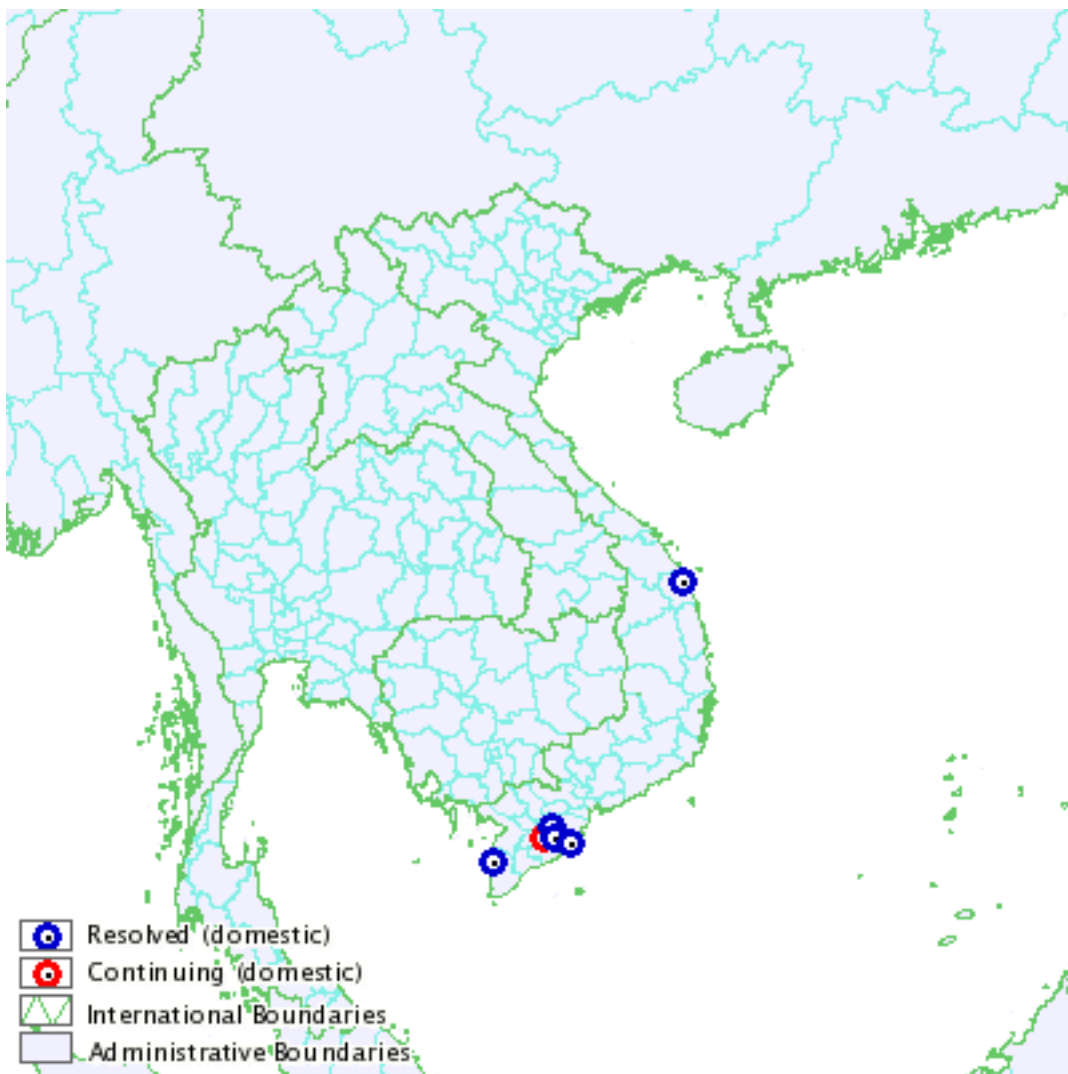 Resolved (domestic)
Continuing (domestic)
International Boundaries
Administrative Boundaries